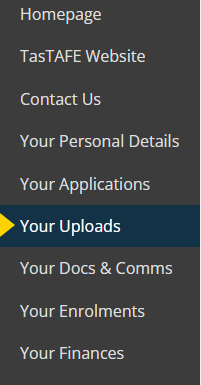 Homepage
TasTAFE Website
Contact Us
Your Personal Details
Your Applications
Your Uploads
Your Docs & Comms
Your Enrolments
Your Finances